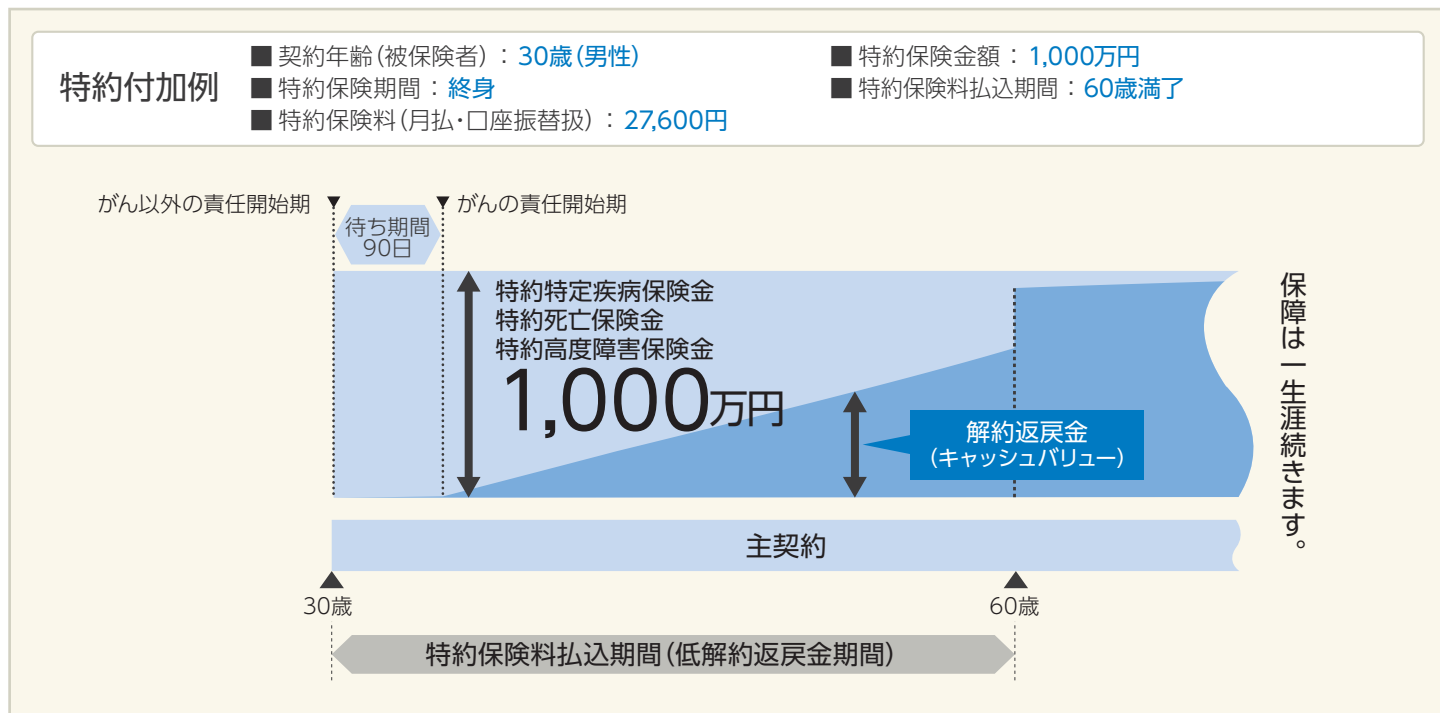 特約付加例
■ 契約年齢(被保険者)：30歳(男性)
■ 特約保険金額：1,000万円
■ 特約保険期間：終身
■ 特約保険料払込期間：60歳満了
■ 特約保険料(月払・口座振替扱)：27,600円
がん以外の責任開始期
がんの責任開始期
待ち期間
90日
特約特定疾病保険金
特約死亡保険金
特約高度障害保険金
1,000万円
解約返戻金
(キャッシュバリュー)
保障は一生涯続きます。
主契約
30歳
60歳
特約保険料払込期間(低解約返戻金期間)